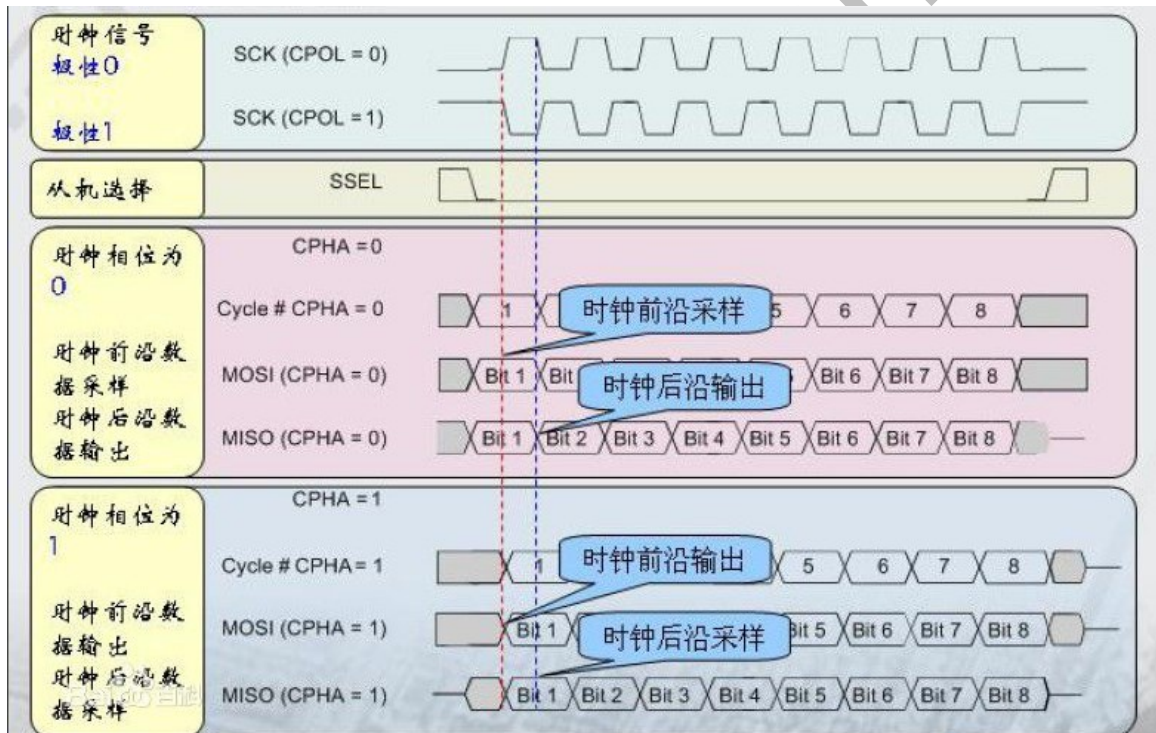 时钟信号
极性0
SCK (CPOL = 0)
极性1
SCK (CPOL = 1)
从机选择
SSEL
时钟相位为
0
时钟前沿数
据采样
时钟后沿数
据输出
CPHA = 0
Cycle # CPHA = 0
1
5
6
7
8
时钟前沿采样
MOSI (CPHA = 0)
Bit 1
Bit
Bit 6
Bit 7
Bit 8
时钟后沿输出
MISO (CPHA = 0)
Bit 1
Bit 2
Bit 3
Bit 4
Bit 5
Bit 6
Bit 7
Bit 8
时钟相位为
1
时钟前沿数
据输出
时钟后沿数
据采样
CPHA = 1
Cycle # CPHA = 1
1
5
6
7
8
时钟前沿输出
MOSI (CPHA = 1)
Bit 1
Bit 5
Bit 6
Bit 7
Bit 8
时钟后沿采样
MISO (CPHA = 1)
Bit 1
Bit 2
Bit 3
Bit 4
Bit 5
Bit 6
Bit 7
Bit 8